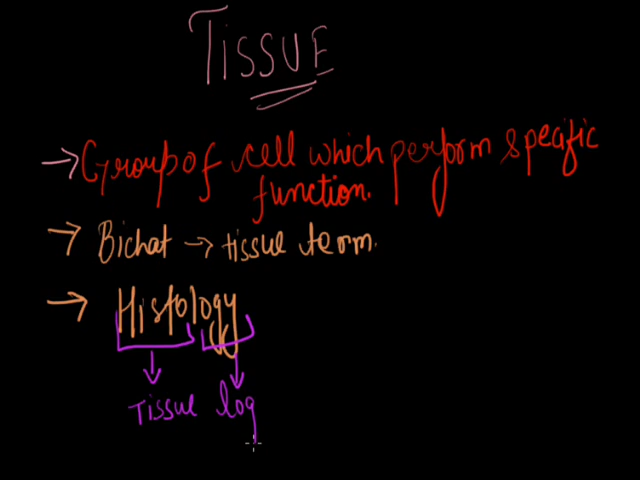 TISSUE
→ Group of cell which perform specific
function.
→ Bichat → tissue term.
→ Histology
Tissue log